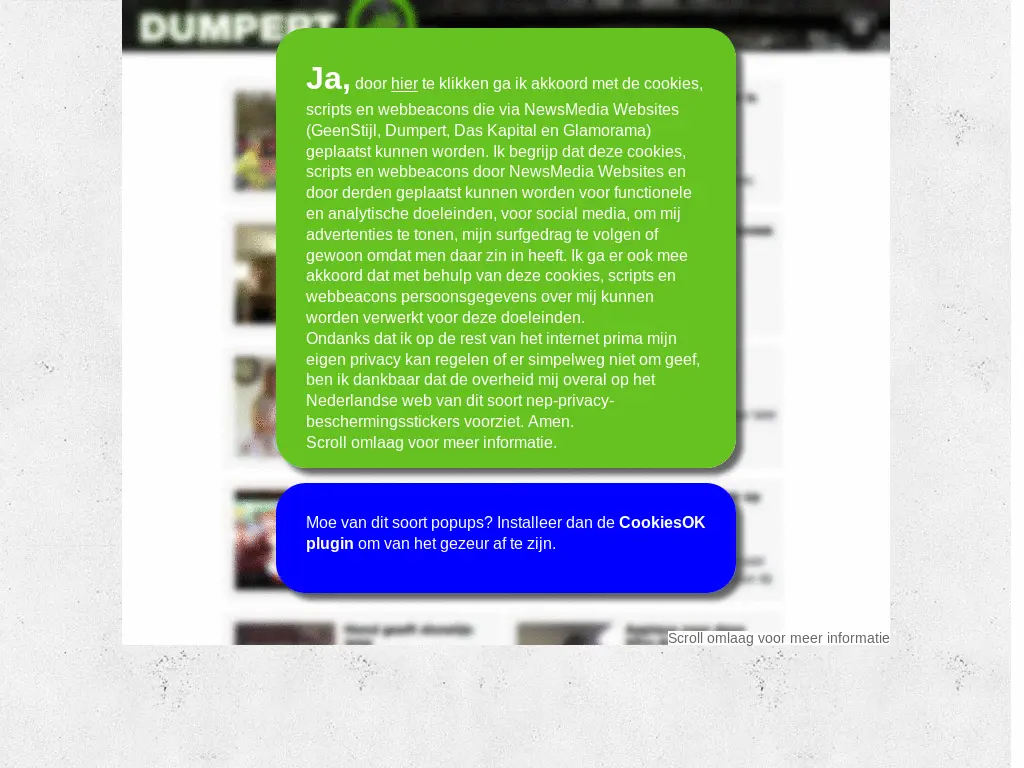 DUMPERT
Ja, door hier te klikken ga ik akkoord met de cookies,
scripts en webbeacons die via NewsMedia Websites
(GeenStijl, Dumpert, Das Kapital en Glamorama)
geplaatst kunnen worden. Ik begrijp dat deze cookies,
scripts en webbeacons door NewsMedia Websites en
door derden geplaatst kunnen worden voor functionele
en analytische doeleinden, voor social media, om mij
advertenties te tonen, mijn surfgedrag te volgen of
gewoon omdat men daar zin in heeft. Ik ga er ook mee
akkoord dat met behulp van deze cookies, scripts en
webbeacons persoonsgegevens over mij kunnen
worden verwerkt voor deze doeleinden.
Ondanks dat ik op de rest van het internet prima mijn
eigen privacy kan regelen of er simpelweg niet om geef,
ben ik dankbaar dat de overheid mij overal op het
Nederlandse web van dit soort nep-privacy-
beschermingsstickers voorziet. Amen.
Scroll omlaag voor meer informatie.
Moe van dit soort popups? Installeer dan de CookiesOK
plugin om van het gezeur af te zijn.
Scroll omlaag voor meer informatie